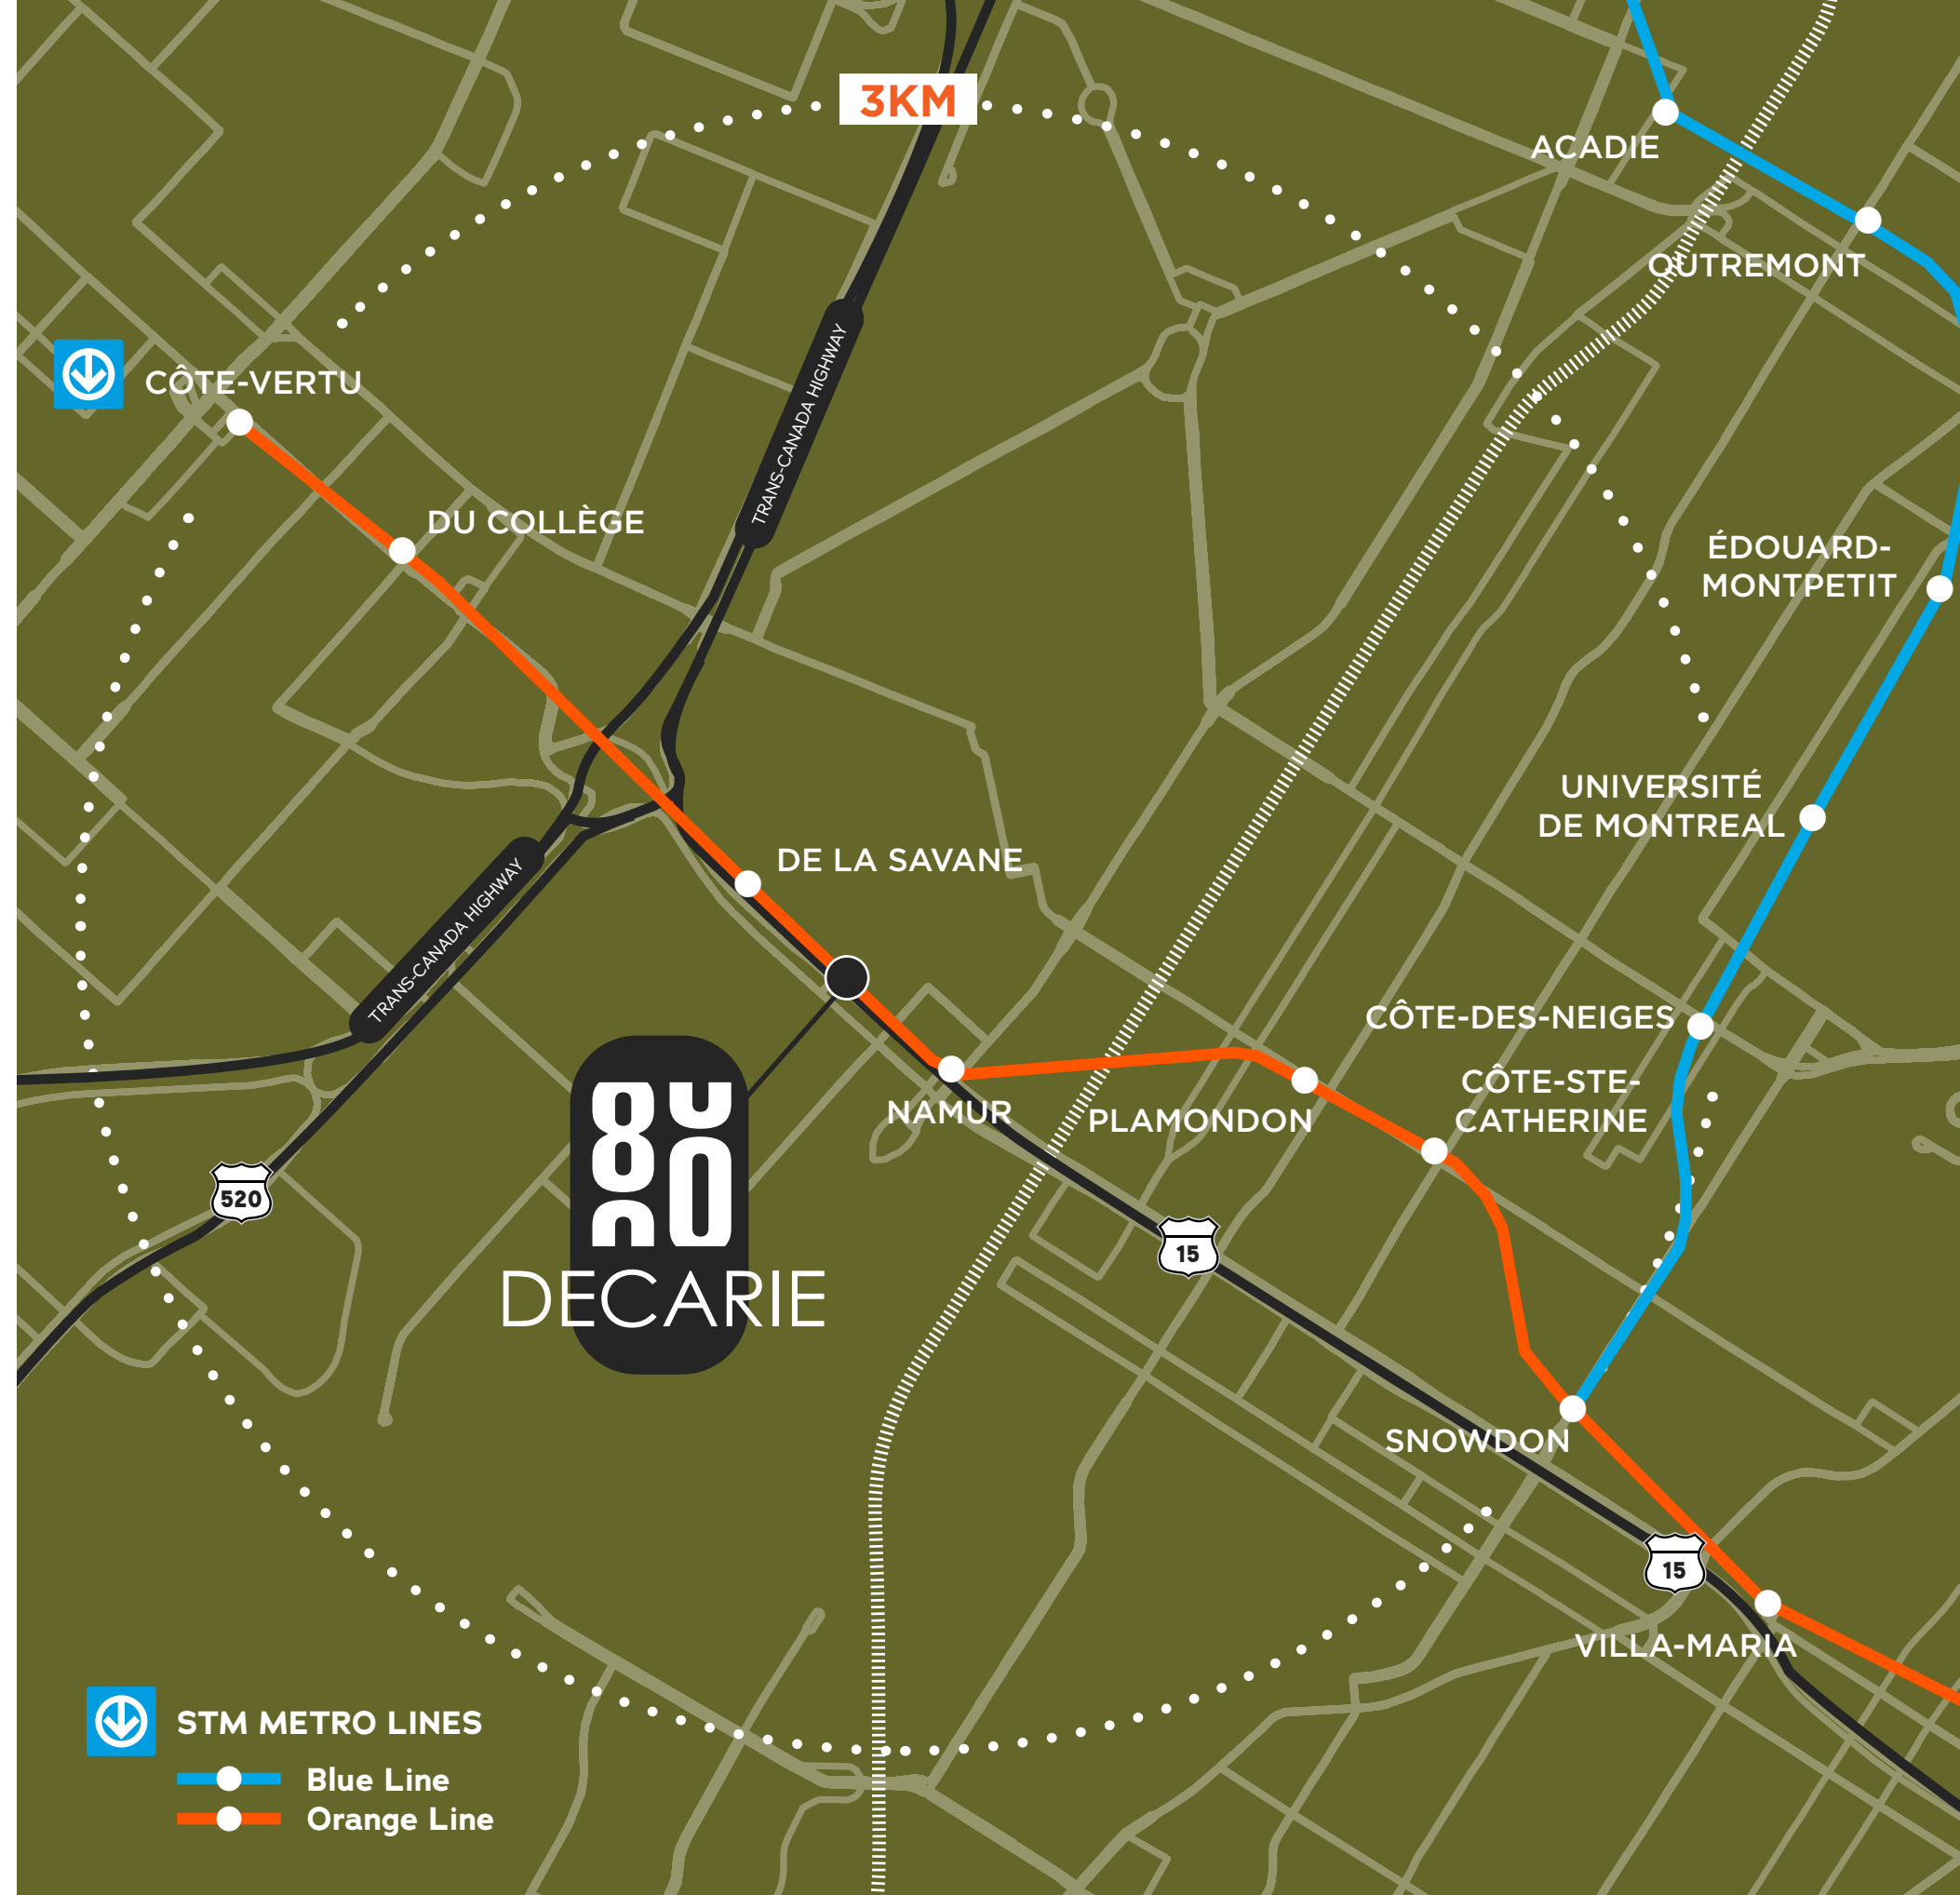 3KM
ACADIE
OUTREMONT
TRANS-CANADA HIGHWAY
CÔTE-VERTU
DU COLLÈGE
ÉDOUARD-
MONTPETIT
UNIVERSITÉ
DE MONTREAL
DE LA SAVANE
TRANS-CANADA HIGHWAY
CÔTE-DES-NEIGES
CÔTE-STE-
CATHERINE
NAMUR
PLAMONDON
520
15
DECARIE
SNOWDON
15
VILLA-MARIA
STM METRO LINES
Blue Line
Orange Line